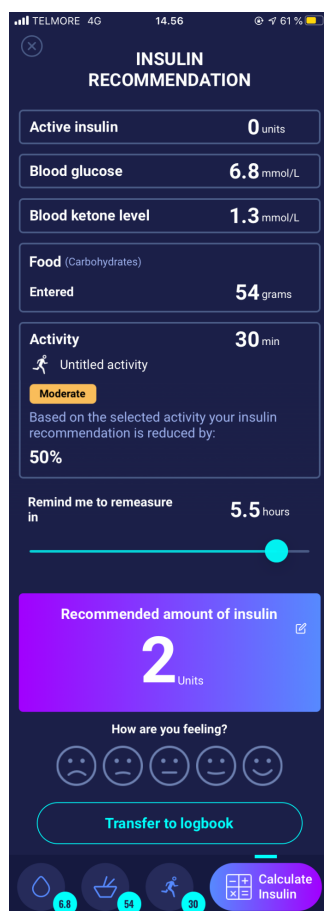 TELMORE 4G 14.56 61 %
INSULIN
RECOMMENDATION
Active insulin 0 units
Blood glucose 6.8 mmol/L
Blood ketone level 1.3 mmol/L
Food (Carbohydrates)
Entered 54 grams
Activity 30 min
Untitled activity
Moderate
Based on the selected activity your insulin
recommendation is reduced by:
50%
Remind me to remeasure
in 5.5 hours
Recommended amount of insulin
2 Units
How are you feeling?
Transfer to logbook
6.8 54 30 Calculate
Insulin